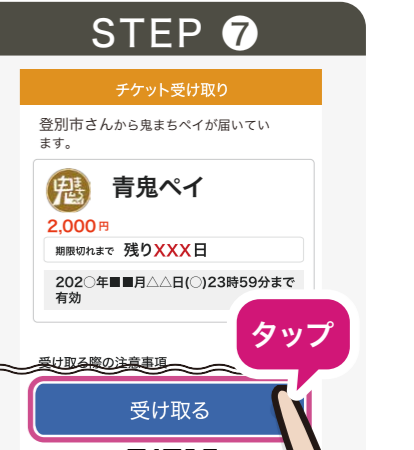 STEP ❼
チケット受け取り
登別市さんから鬼まちペイが届いてい
ます。
青鬼ペイ
2,000円
期限切れまで 残りXXX日
202○年■■月△△日(○)23時59分まで
有効
タップ
受け取る際の注意事項
受け取る